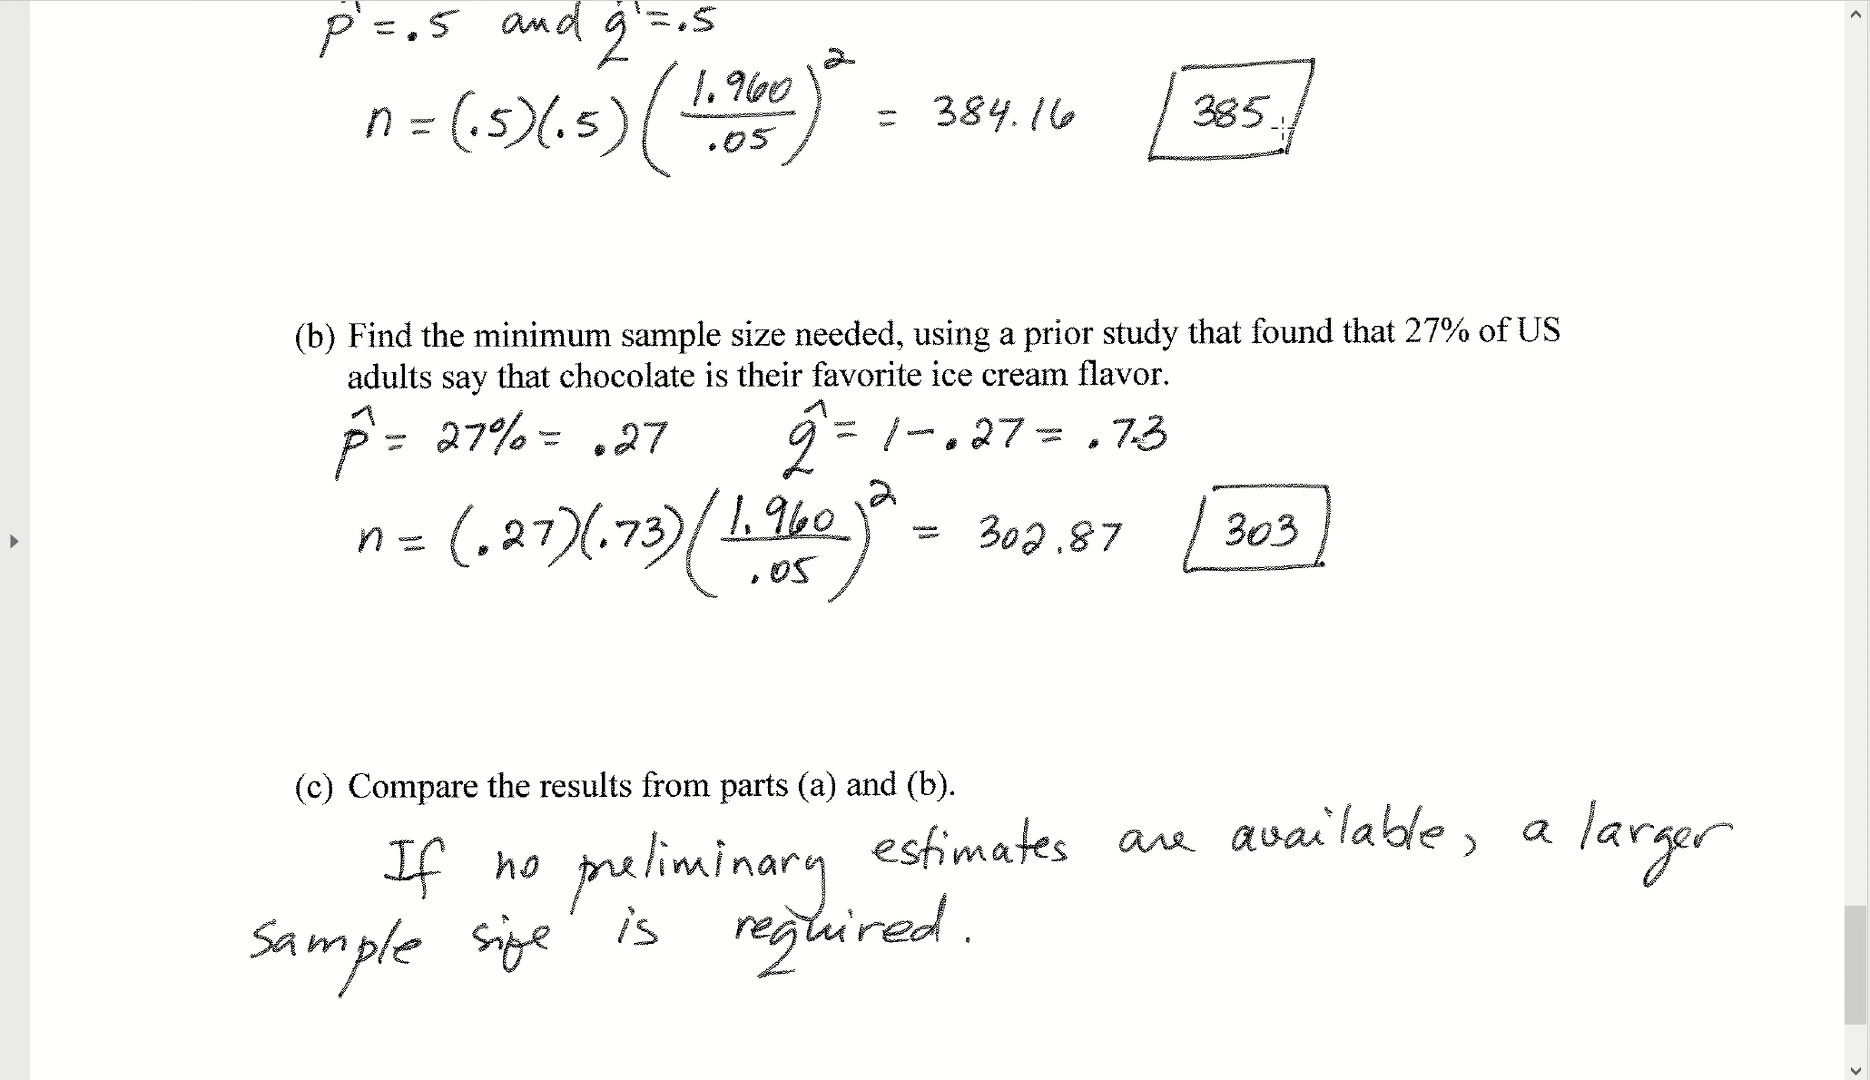 p̂ = .5 and q̂ = .5
n = (.5)(.5)(1.960/.05)² = 384.16 385
(b) Find the minimum sample size needed, using a prior study that found that 27% of US
adults say that chocolate is their favorite ice cream flavor.
p̂ = 27% = .27 q̂ = 1 - .27 = .73
n = (.27)(.73)(1.960/.05)² = 302.87 303
(c) Compare the results from parts (a) and (b).
If no preliminary estimates are available, a larger
sample size is required.